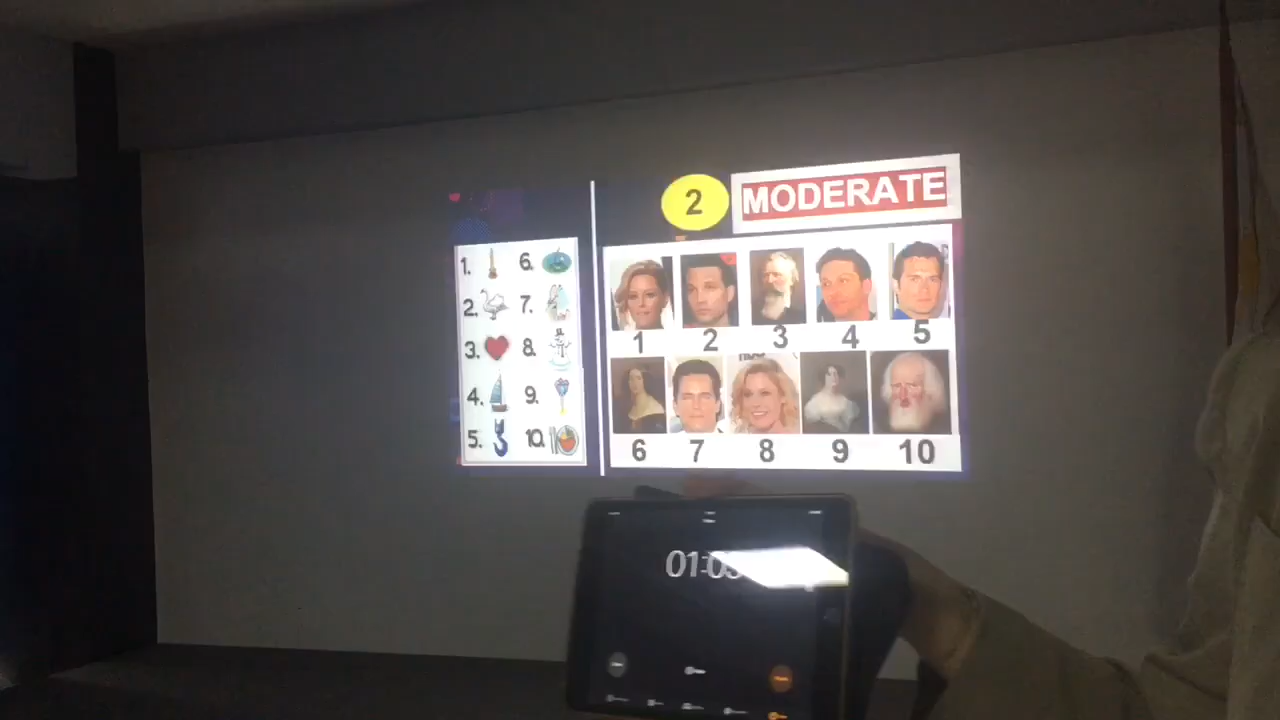 2 MODERATE
1. 6.
2. 7.
3. 8.
4. 9.
5. 10.
1 2 3 4 5
6 7 8 9 10